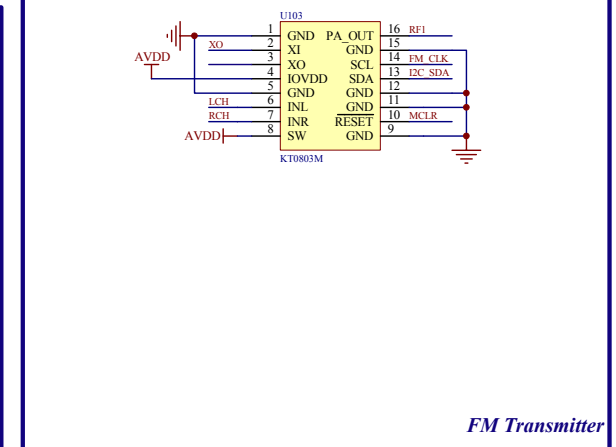 U103
1 GND PA_OUT 16 RF1
XO 2 XI GND 15
AVDD 3 XO SCL 14 FM_CLK
4 IOVDD SDA 13 I2C_SDA
5 GND GND 12
LCH 6 INL GND 11
RCH 7 INR RESET 10 MCLR
AVDD 8 SW GND 9
KT0803M
FM Transmitter